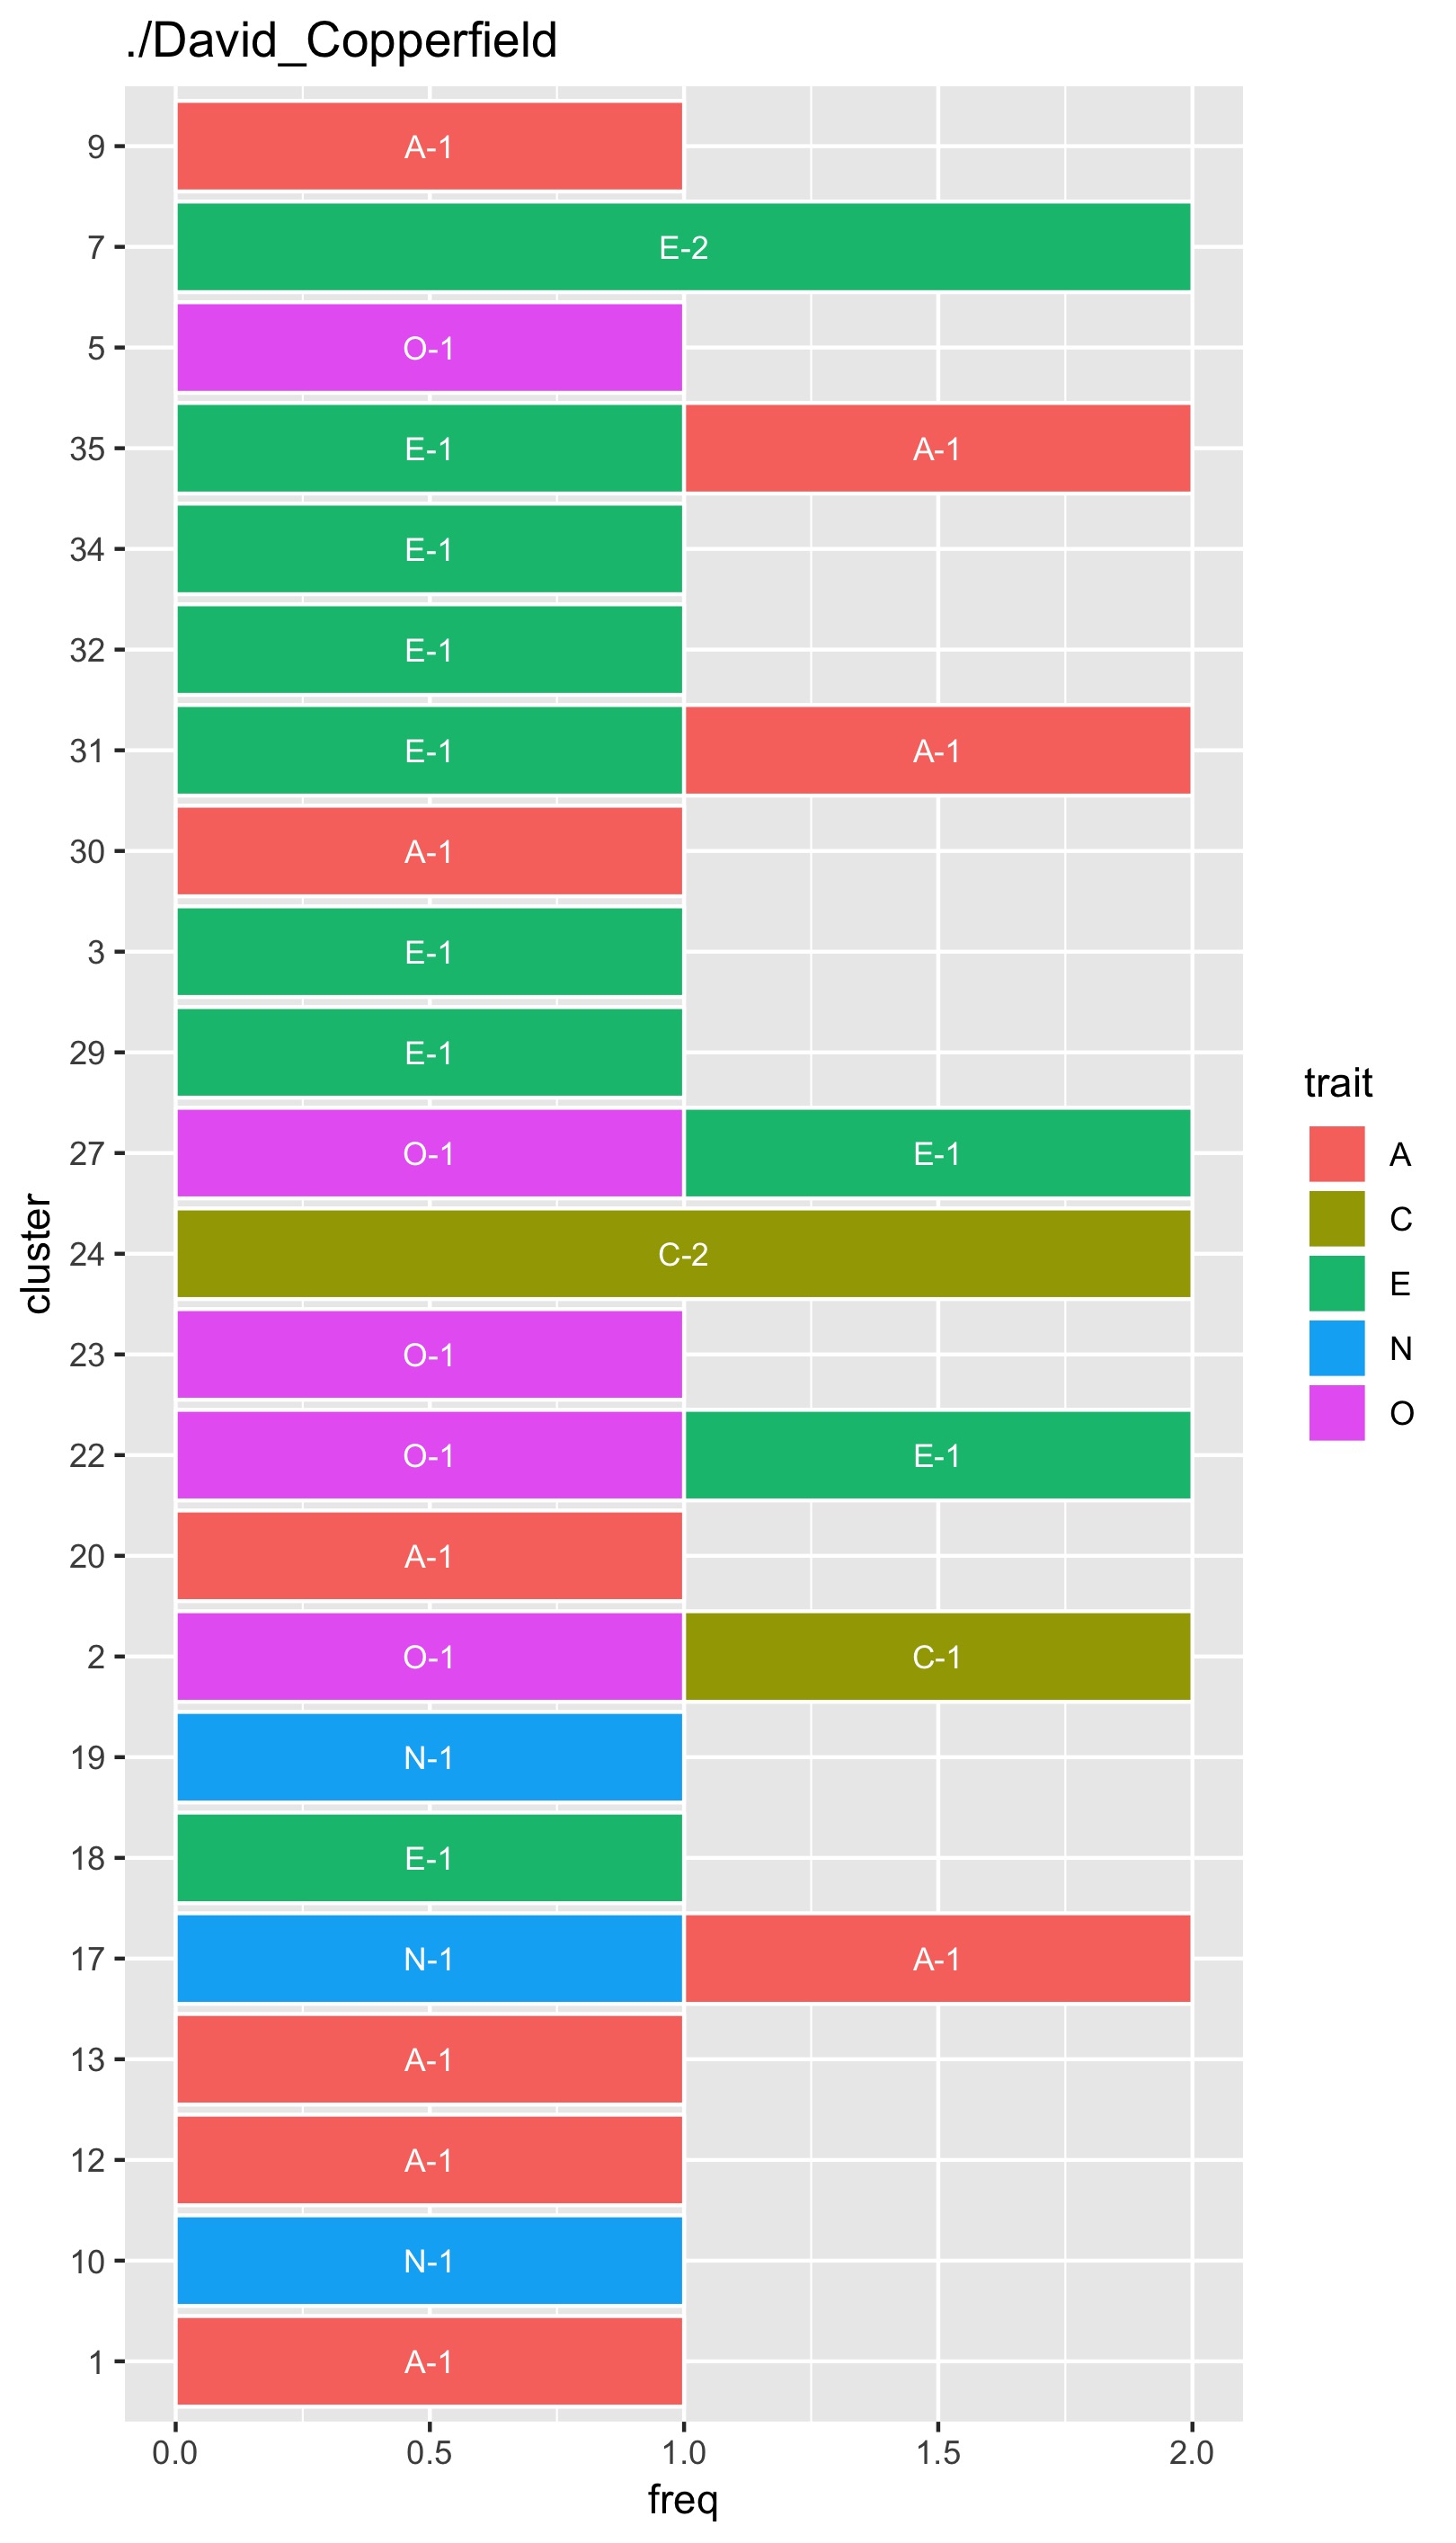 ./David_Copperfield
9 A-1
7 E-2
5 O-1
35 E-1 A-1
34 E-1
32 E-1
31 E-1 A-1
30 A-1
3 E-1
29 E-1
27 O-1 E-1
24 C-2
23 O-1
22 O-1 E-1
20 A-1
2 O-1 C-1
19 N-1
18 E-1
17 N-1 A-1
13 A-1
12 A-1
10 N-1
1 A-1
cluster
0.0 0.5 1.0 1.5 2.0
freq
trait
A
C
E
N
O